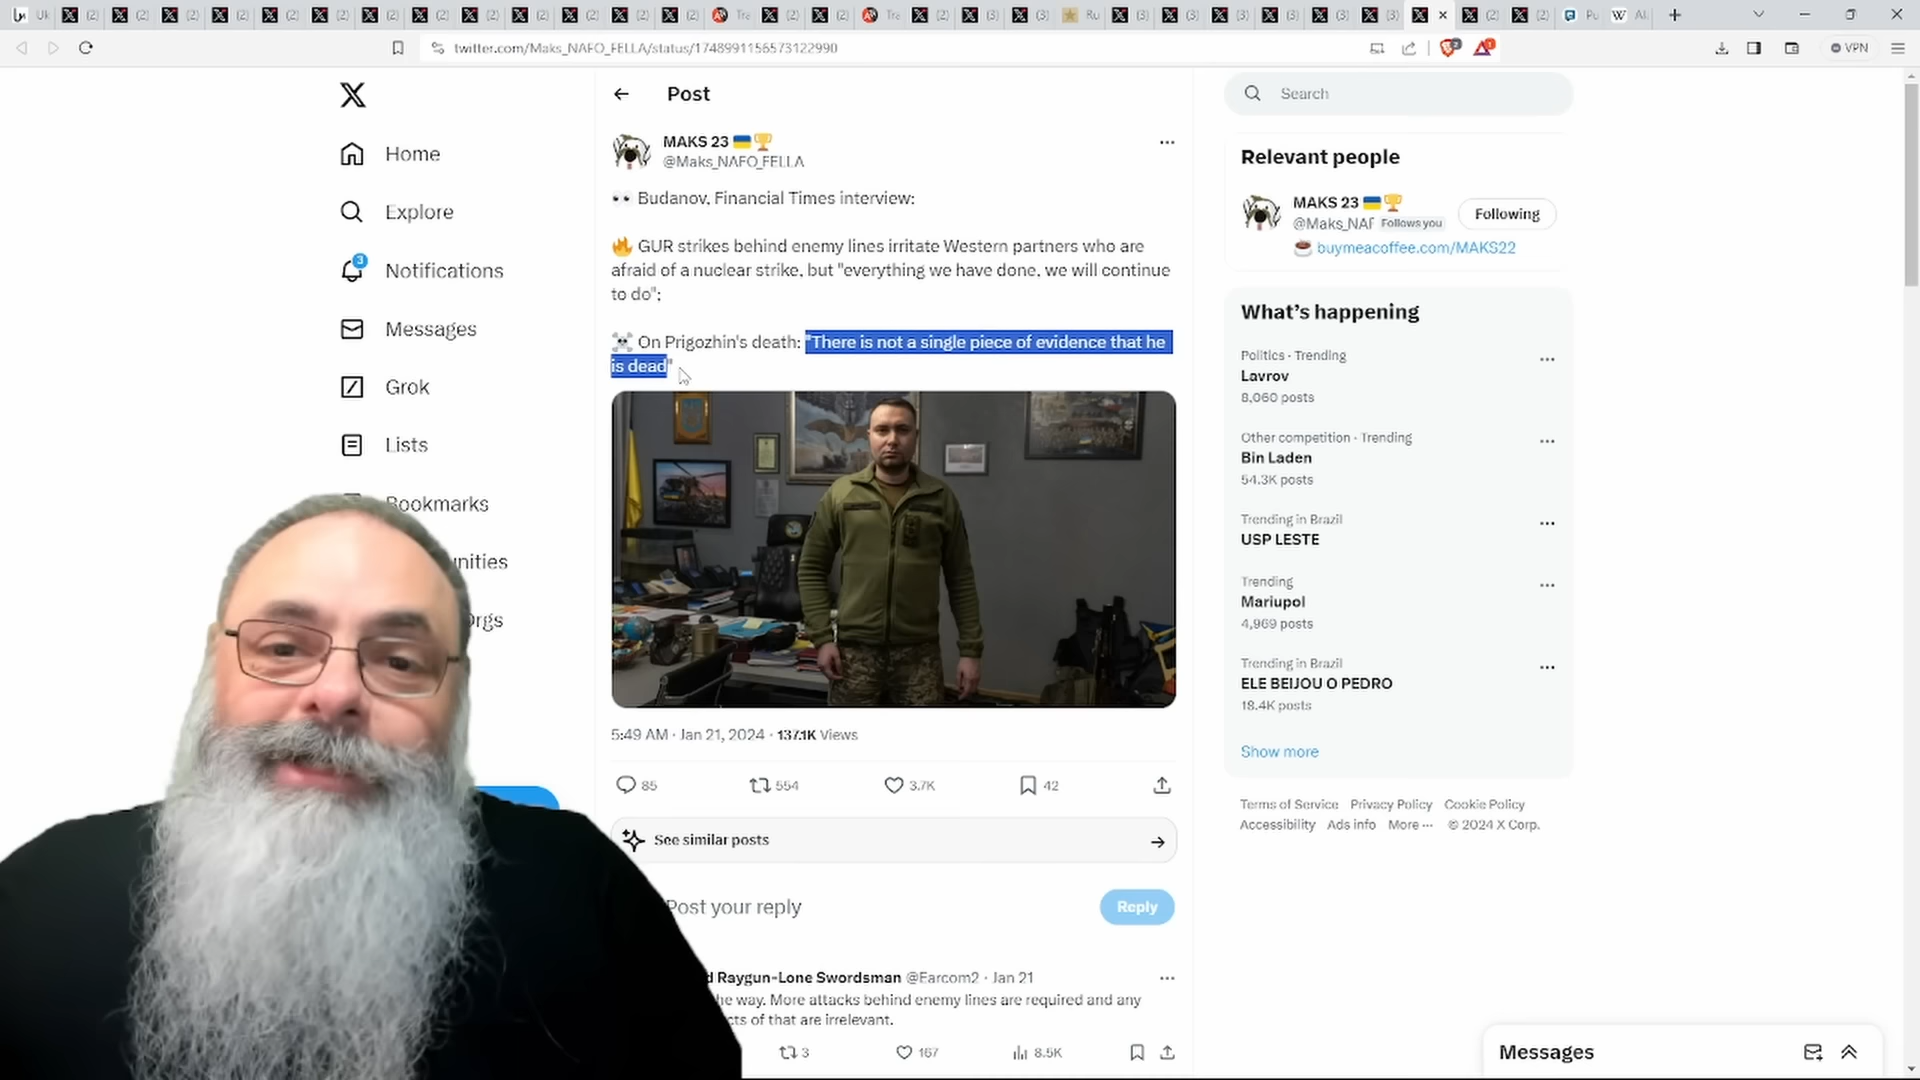 twitter.com/Maks_NAFO_FELLA/status/1748991156573122990
VPN
Post
Search
Home
Explore
3
Notifications
Messages
Grok
Lists
Bookmarks
MAKS 23
@Maks_NAFO_FELLA
Budanov, Financial Times interview:
GUR strikes behind enemy lines irritate Western partners who are
afraid of a nuclear strike, but "everything we have done, we will continue
to do";
On Prigozhin's death: "There is not a single piece of evidence that he
is dead"
5:49 AM · Jan 21, 2024 · 137.1K Views
85
554
3.7K
42
See similar posts
Post your reply
Reply
Raygun-Lone Swordsman @Earcom2 · Jan 21
he way. More attacks behind enemy lines are required and any
cts of that are irrelevant.
3
167
8.5K
Relevant people
MAKS 23
@Maks_NAF Follows you
Following
buymeacoffee.com/MAKS22
What's happening
Politics · Trending
Lavrov
8,060 posts
Other competition · Trending
Bin Laden
54.3K posts
Trending in Brazil
USP LESTE
Trending
Mariupol
4,969 posts
Trending in Brazil
ELE BEIJOU O PEDRO
18.4K posts
Show more
Terms of Service Privacy Policy Cookie Policy
Accessibility Ads info More ··· © 2024 X Corp.
Messages